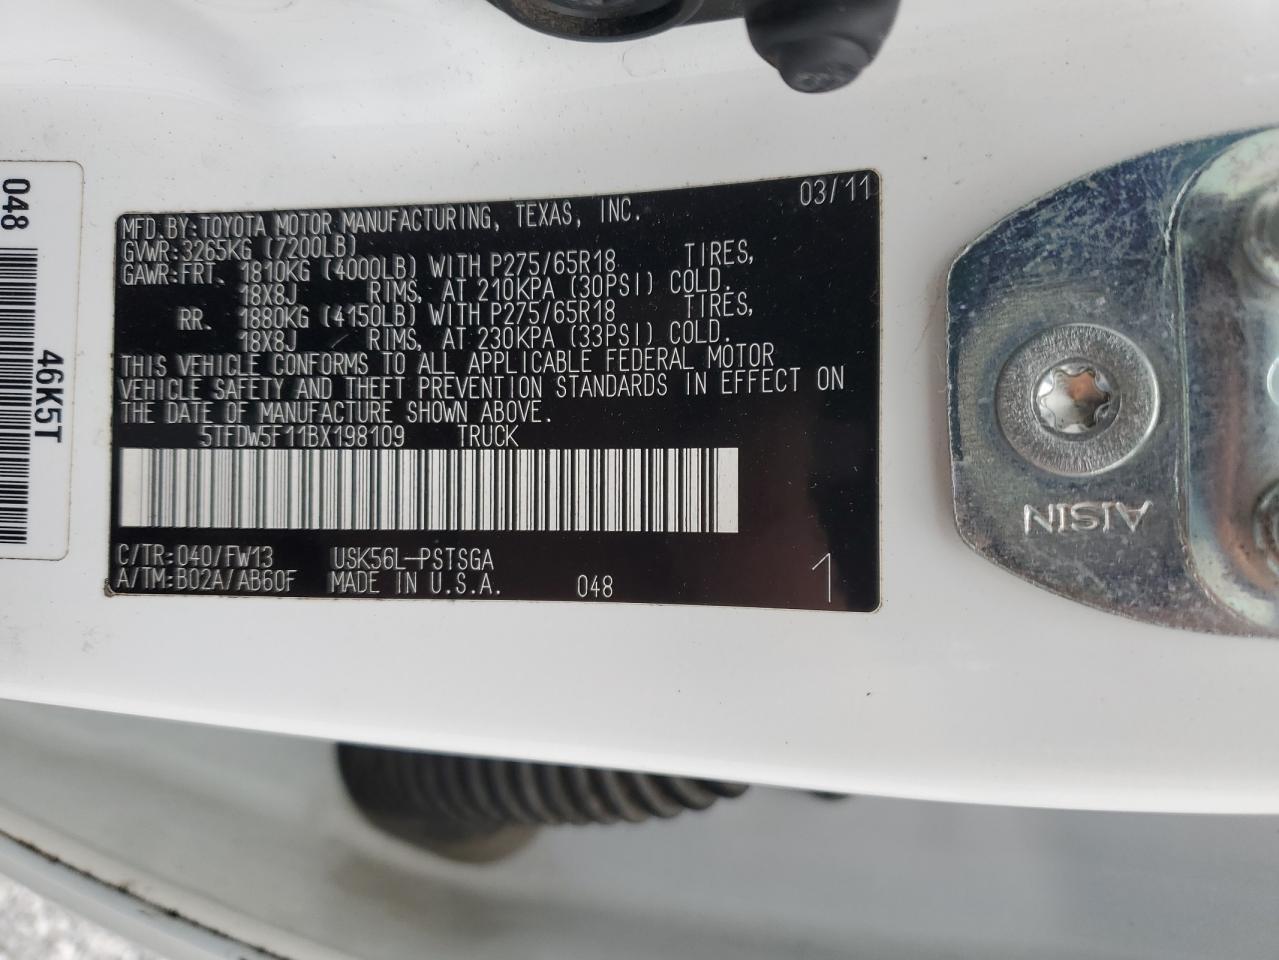 03/11
MFD.BY:TOYOTA MOTOR MANUFACTURING, TEXAS, INC.
GVWR:3265KG (7200LB)
GAWR:FRT. 1810KG (4000LB) WITH P275/65R18 TIRES,
18X8J RIMS, AT 210KPA (30PSI) COLD.
RR. 1880KG (4150LB) WITH P275/65R18 TIRES,
18X8J RIMS, AT 230KPA (33PSI) COLD.
THIS VEHICLE CONFORMS TO ALL APPLICABLE FEDERAL MOTOR
VEHICLE SAFETY AND THEFT PREVENTION STANDARDS IN EFFECT ON
THE DATE OF MANUFACTURE SHOWN ABOVE.
5TFDW5F11BX198109 TRUCK
C/TR:040/FW13 USK56L-PSTSGA
A/TM:B02A/AB60F MADE IN U.S.A. 048 1
048
46K5T
AISIN